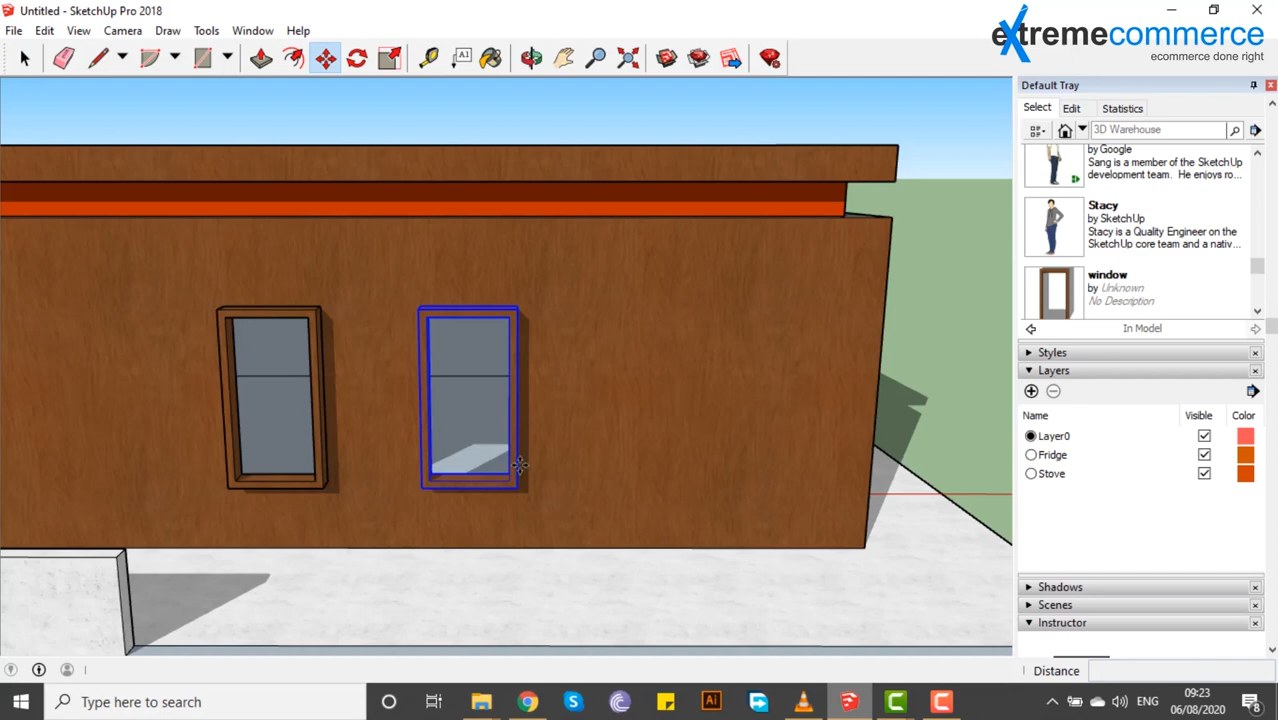 Untitled - SketchUp Pro 2018
File Edit View Camera Draw Tools Window Help
extremecommerce
ecommerce done right
Default Tray
Select Edit Statistics
3D Warehouse
by Google
Sang is a member of the SketchUp
development team. He enjoys ro...
Stacy
by SketchUp
Stacy is a Quality Engineer on the
SketchUp core team and a nativ...
window
by Unknown
No Description
In Model
Styles
Layers
Name Visible Color
Layer0
Fridge
Stove
Shadows
Scenes
Instructor
Distance
Type here to search
Ai
ENG
09:23
06/08/2020
8